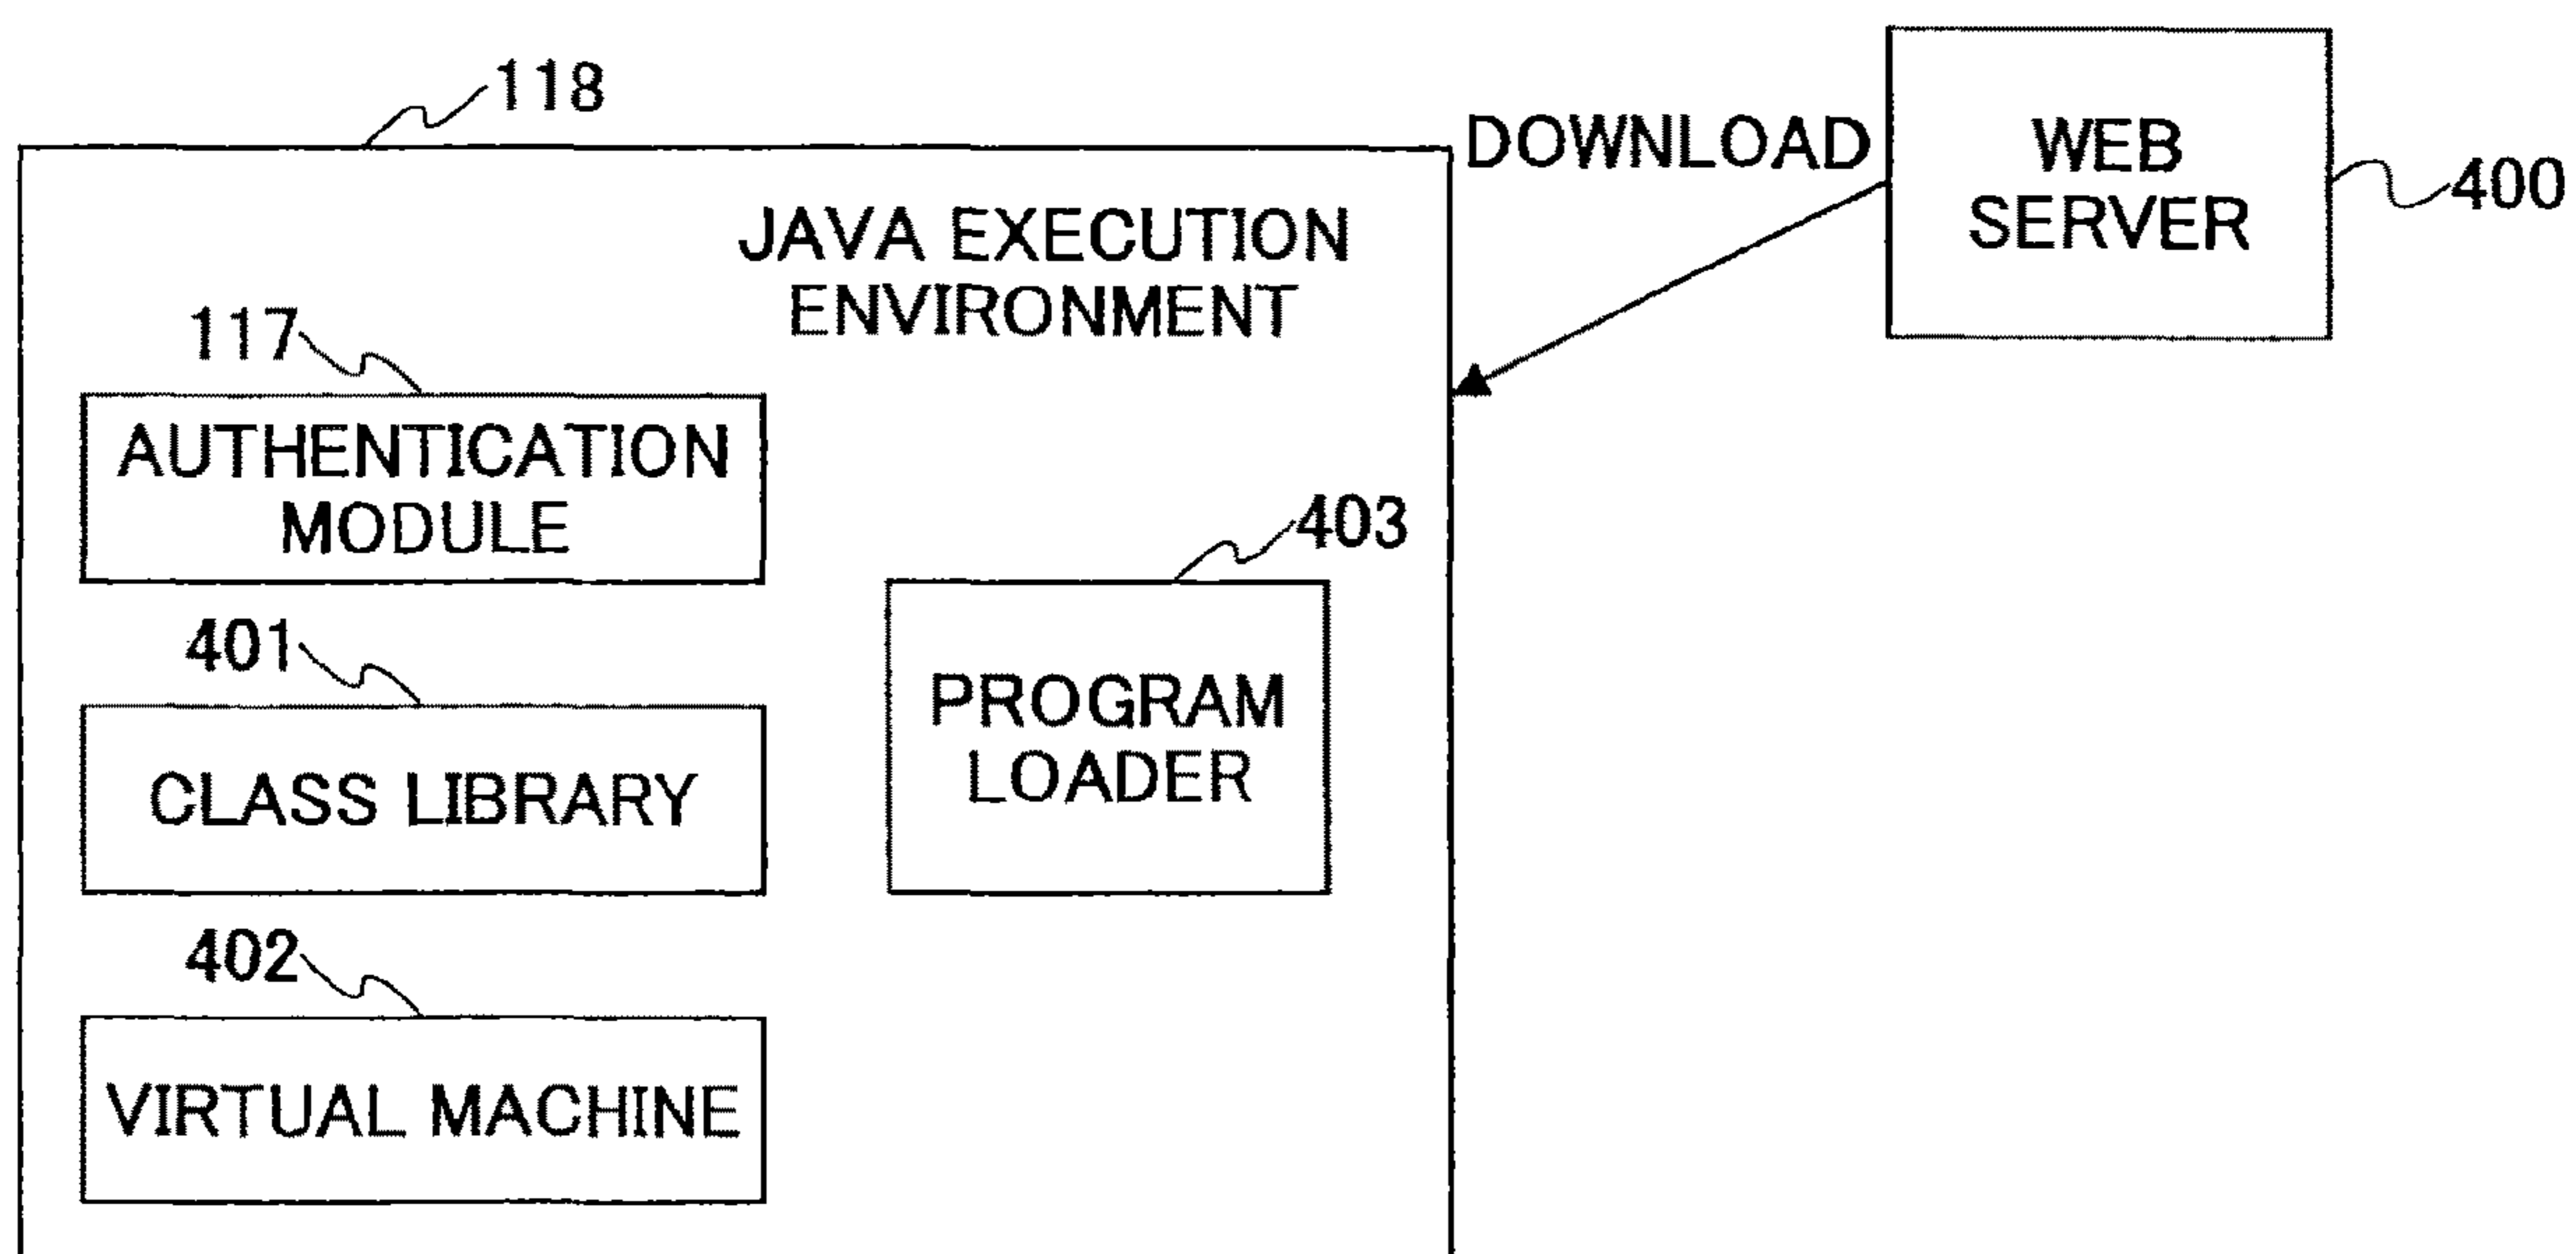 118
DOWNLOAD
WEB
SERVER
400
JAVA EXECUTION
ENVIRONMENT
117
AUTHENTICATION
MODULE
403
PROGRAM
LOADER
401
CLASS LIBRARY
402
VIRTUAL MACHINE